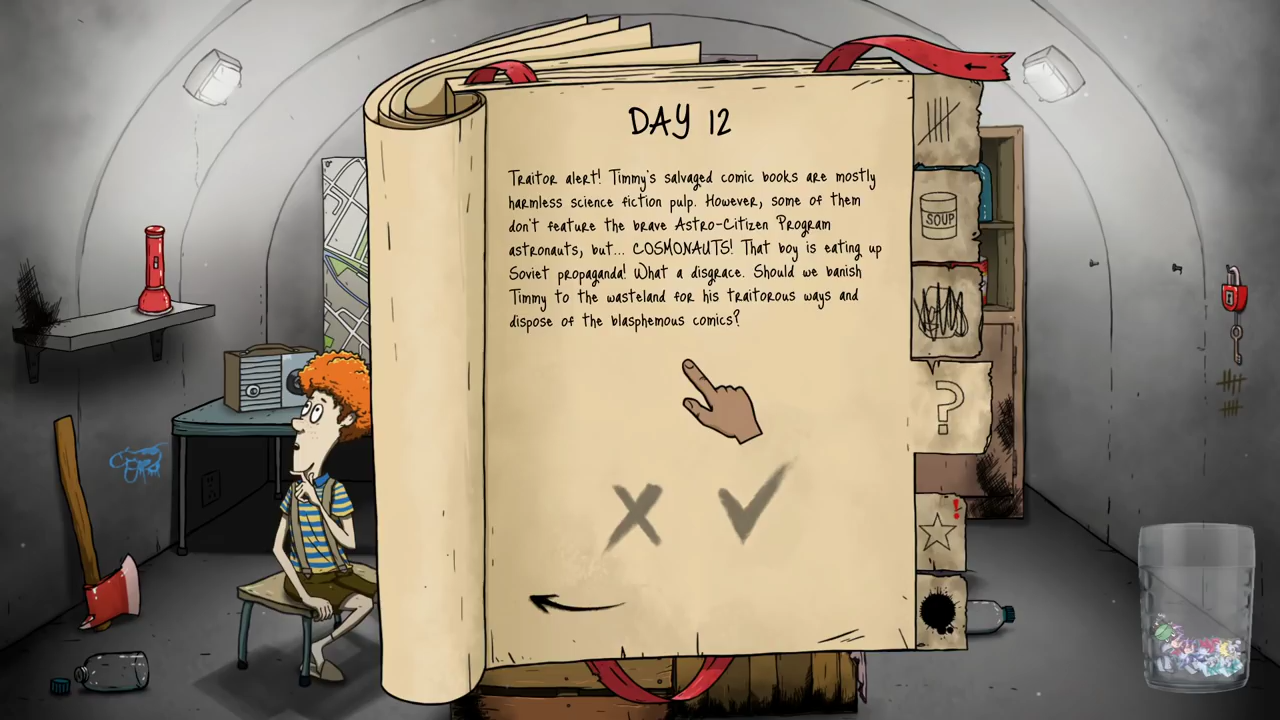 DAY 12
Traitor alert! Timmy's salvaged comic books are mostly
harmless science fiction pulp. However, some of them
don't feature the brave Astro-Citizen Program
astronauts, but... COSMONAUTS! That boy is eating up
Soviet propaganda! What a disgrace. Should we banish
Timmy to the wasteland for his traitorous ways and
dispose of the blasphemous comics?
SOUP
?
!